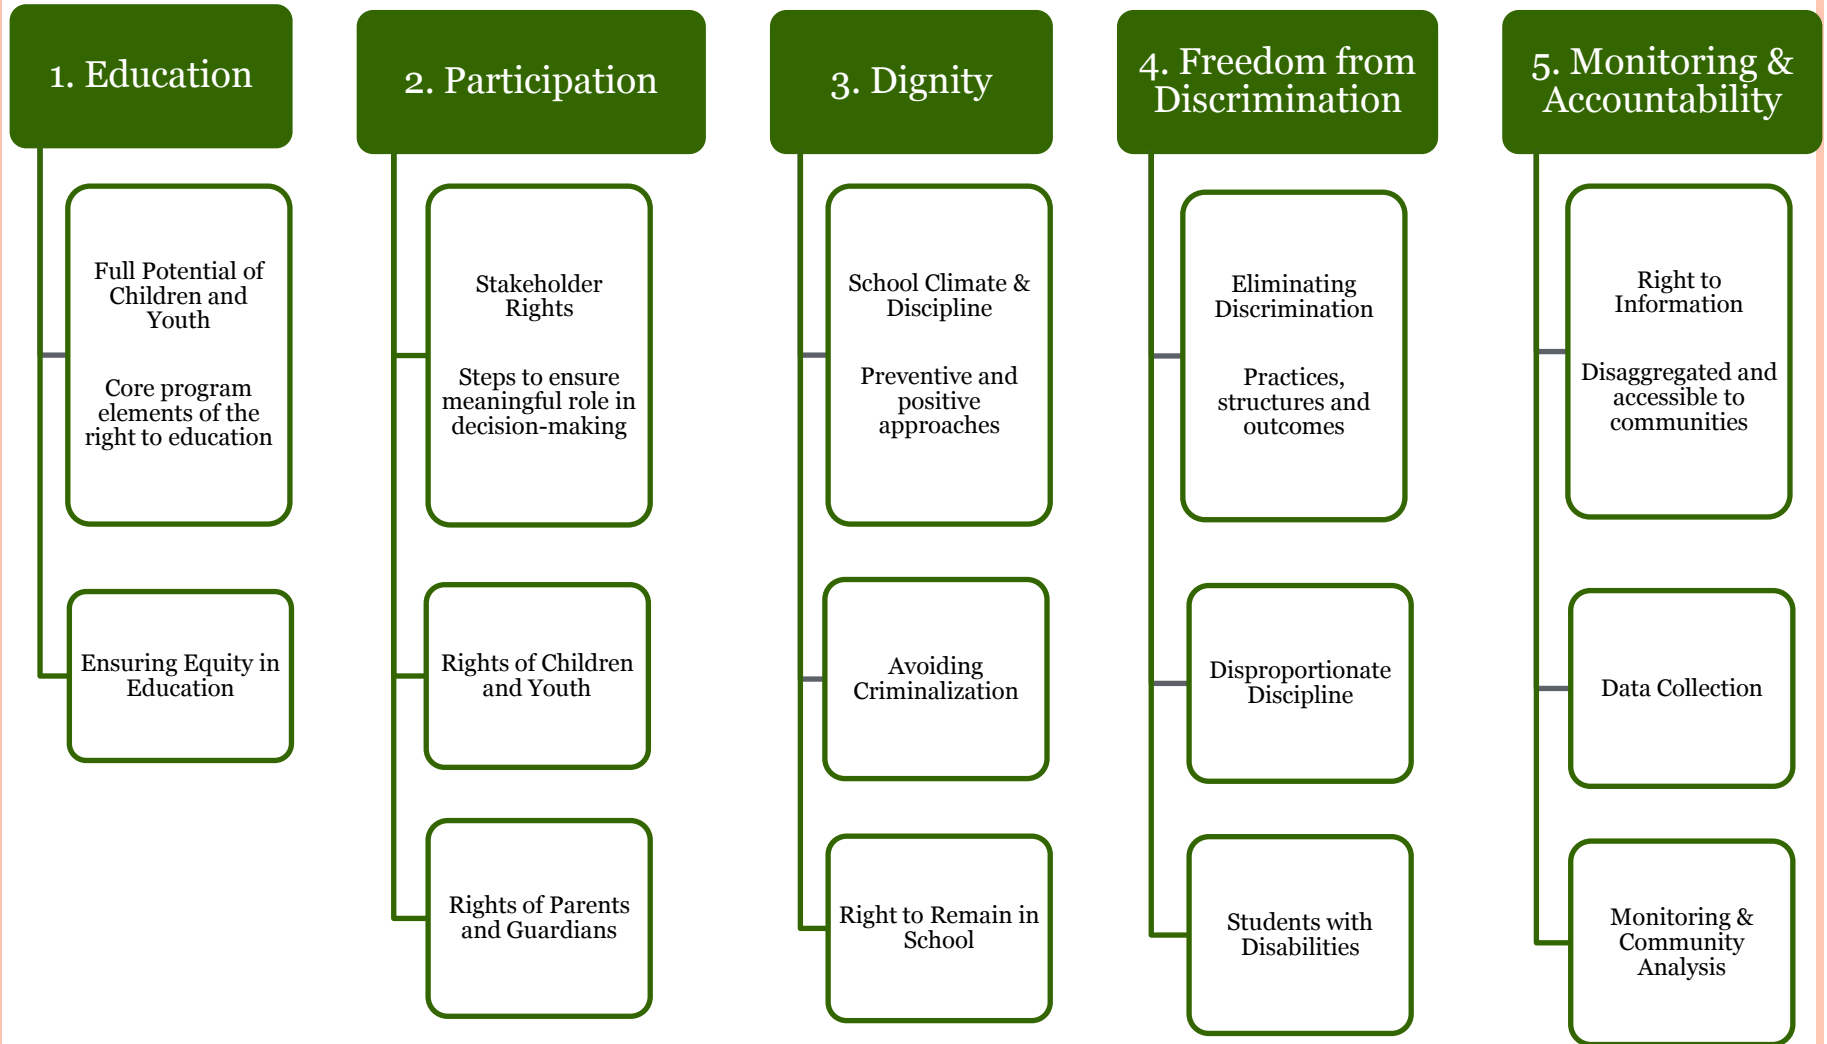 1. Education
Full Potential of
Children and
Youth
Core program
elements of the
right to education
Ensuring Equity in
Education
2. Participation
Stakeholder
Rights
Steps to ensure
meaningful role in
decision-making
Rights of Children
and Youth
Rights of Parents
and Guardians
3. Dignity
School Climate &
Discipline
Preventive and
positive
approaches
Avoiding
Criminalization
Right to Remain in
School
4. Freedom from
Discrimination
Eliminating
Discrimination
Practices,
structures and
outcomes
Disproportionate
Discipline
Students with
Disabilities
5. Monitoring &
Accountability
Right to
Information
Disaggregated and
accessible to
communities
Data Collection
Monitoring &
Community
Analysis